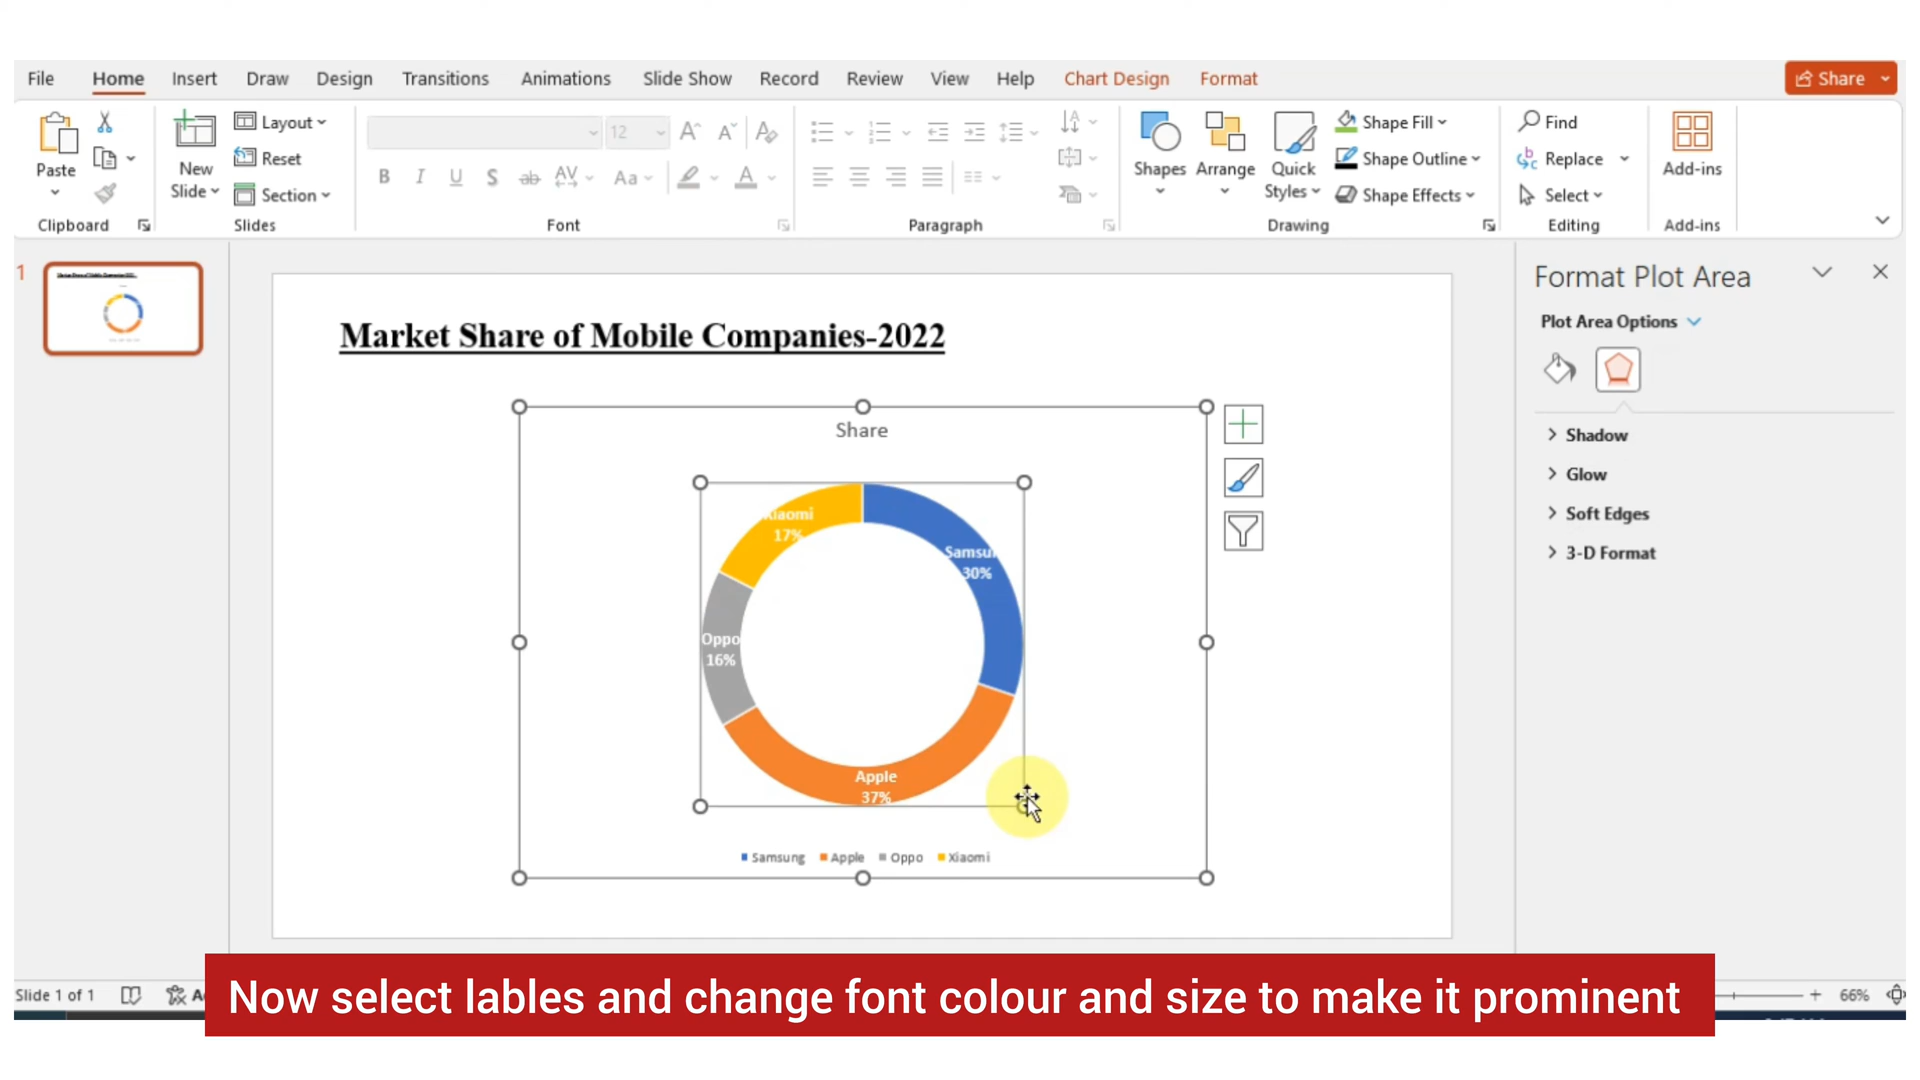 File Home Insert Draw Design Transitions Animations Slide Show Record Review View Help Chart Design Format Share
Paste
New Slide
Layout
Reset
Section
12
B I U S ab AV Aa A
Shapes
Arrange
Quick Styles
Shape Fill
Shape Outline
Shape Effects
Find
Replace
Select
Add-ins
Clipboard Slides Font Paragraph Drawing Editing Add-ins
1
Market Share of Mobile Companies-2022
Share
Xiaomi
17%
Samsu
30%
Oppo
16%
Apple
37%
Samsung Apple Oppo Xiaomi
Format Plot Area
Plot Area Options
Shadow
Glow
Soft Edges
3-D Format
Slide 1 of 1
66%
Now select lables and change font colour and size to make it prominent